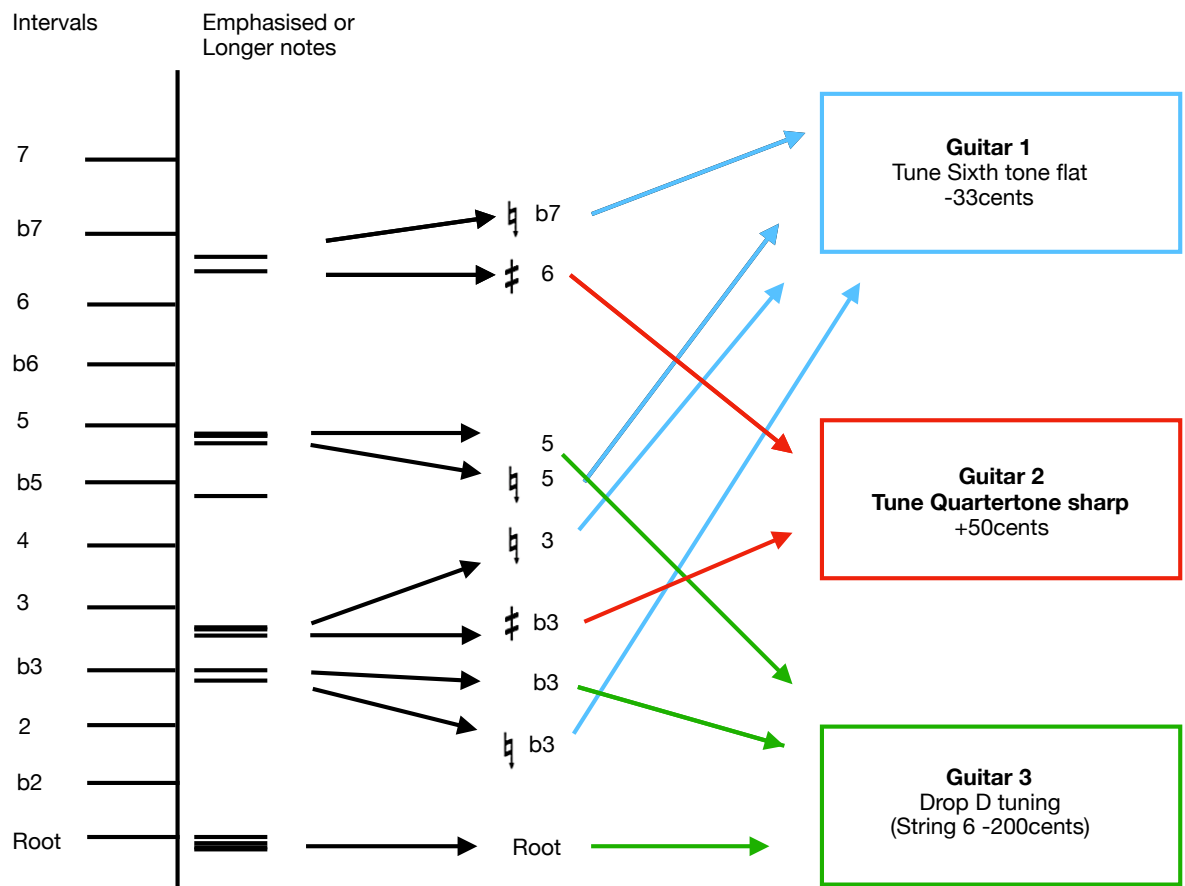 Intervals
Emphasised or
Longer notes
7
b7
6
b6
5
b5
4
3
b3
2
b2
Root
b7
6
5
5
3
b3
b3
b3
Root
Guitar 1
Tune Sixth tone flat
-33cents
Guitar 2
Tune Quartertone sharp
+50cents
Guitar 3
Drop D tuning
(String 6 -200cents)